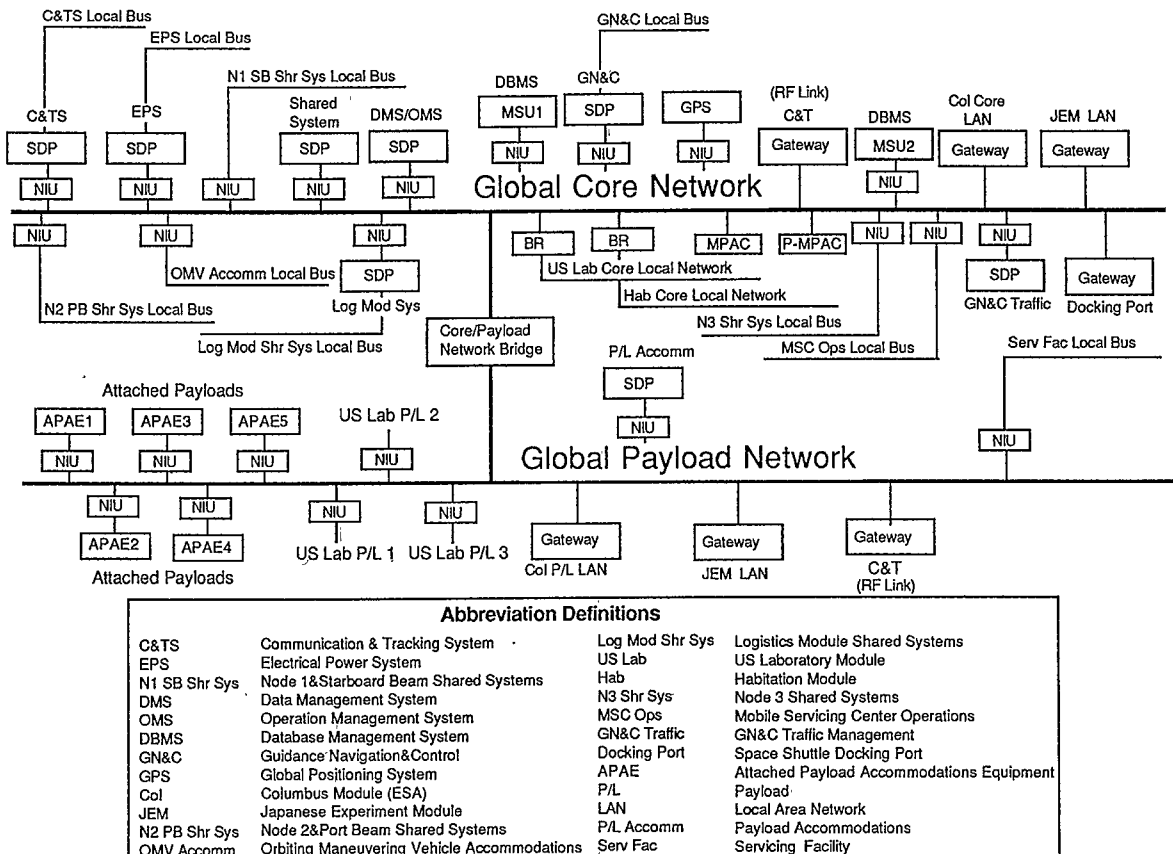 C&TS Local Bus
EPS Local Bus
GN&C Local Bus
N1 SB Shr Sys Local Bus
C&TS
SDP
NIU
EPS
SDP
NIU
NIU
Shared
System
SDP
NIU
DMS/OMS
SDP
NIU
DBMS
MSU1
NIU
GN&C
SDP
NIU
GPS
NIU
(RF Link)
C&T
Gateway
DBMS
MSU2
NIU
Col Core
LAN
Gateway
JEM LAN
Gateway
Global Core Network
NIU
N2 PB Shr Sys Local Bus
NIU
OMV Accomm Local Bus
NIU
SDP
Log Mod Sys
Log Mod Shr Sys Local Bus
BR
US Lab Core Local Network
BR
Hab Core Local Network
MPAC
P-MPAC
NIU
N3 Shr Sys Local Bus
NIU
MSC Ops Local Bus
NIU
SDP
GN&C Traffic
Gateway
Docking Port
Core/Payload
Network Bridge
P/L Accomm
SDP
NIU
Serv Fac Local Bus
NIU
Attached Payloads
APAE1
NIU
APAE3
NIU
APAE5
NIU
US Lab P/L 2
NIU
Global Payload Network
NIU
APAE2
NIU
APAE4
Attached Payloads
NIU
US Lab P/L 1
NIU
US Lab P/L 3
Gateway
Col P/L LAN
Gateway
JEM LAN
Gateway
C&T
(RF Link)
Abbreviation Definitions
C&TS Communication & Tracking System
EPS Electrical Power System
N1 SB Shr Sys Node 1&Starboard Beam Shared Systems
DMS Data Management System
OMS Operation Management System
DBMS Database Management System
GN&C Guidance Navigation&Control
GPS Global Positioning System
Col Columbus Module (ESA)
JEM Japanese Experiment Module
N2 PB Shr Sys Node 2&Port Beam Shared Systems
OMV Accomm Orbiting Maneuvering Vehicle Accommodations
Log Mod Shr Sys Logistics Module Shared Systems
US Lab US Laboratory Module
Hab Habitation Module
N3 Shr Sys Node 3 Shared Systems
MSC Ops Mobile Servicing Center Operations
GN&C Traffic GN&C Traffic Management
Docking Port Space Shuttle Docking Port
APAE Attached Payload Accommodations Equipment
P/L Payload
LAN Local Area Network
P/L Accomm Payload Accommodations
Serv Fac Servicing Facility